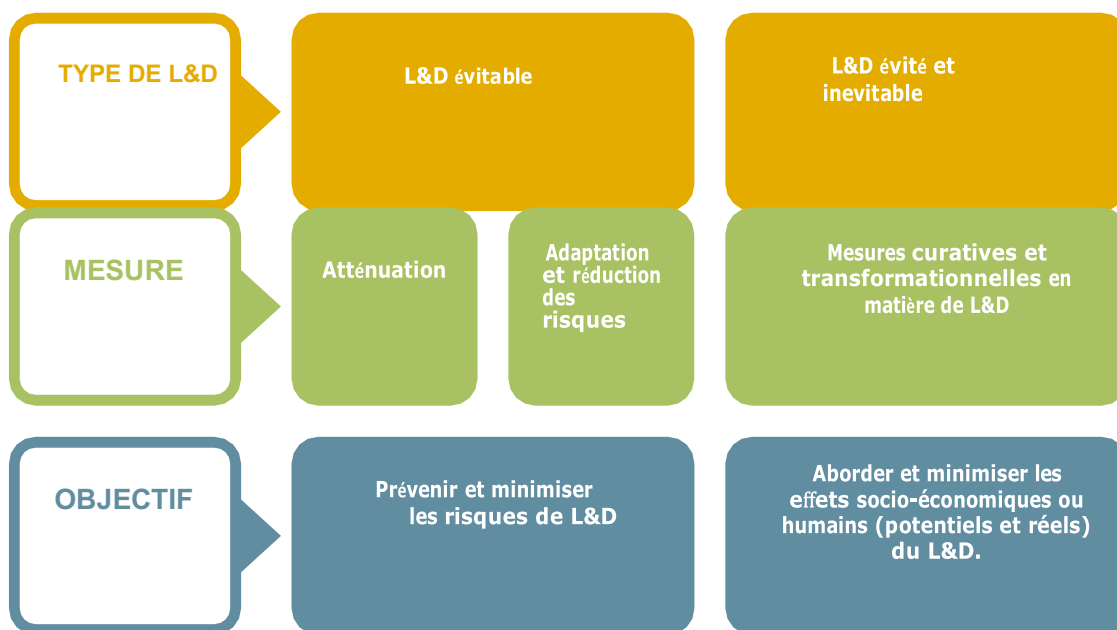 TYPE DE L&D
L&D évitable
L&D évité et
inevitable
MESURE
Atténuation
Adaptation
et réduction
des
risques
Mesures curatives et
transformationnelles en
matière de L&D
OBJECTIF
Prévenir et minimiser
les risques de L&D
Aborder et minimiser les
effets socio-économiques ou
humains (potentiels et réels)
du L&D.